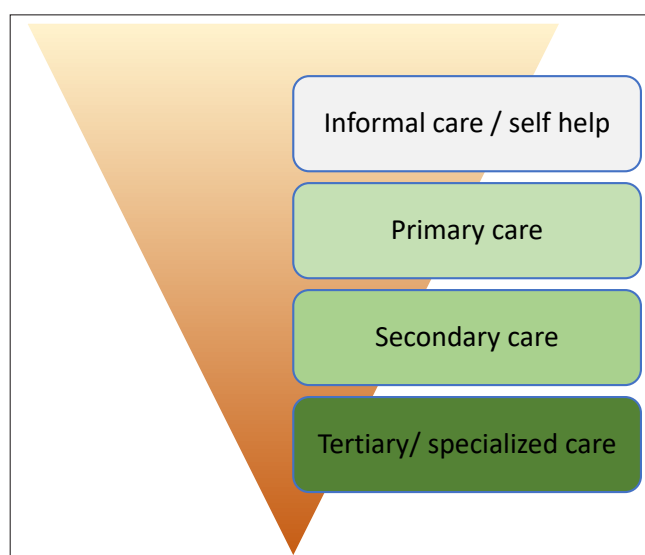 Informal care / self help
Primary care
Secondary care
Tertiary/ specialized care